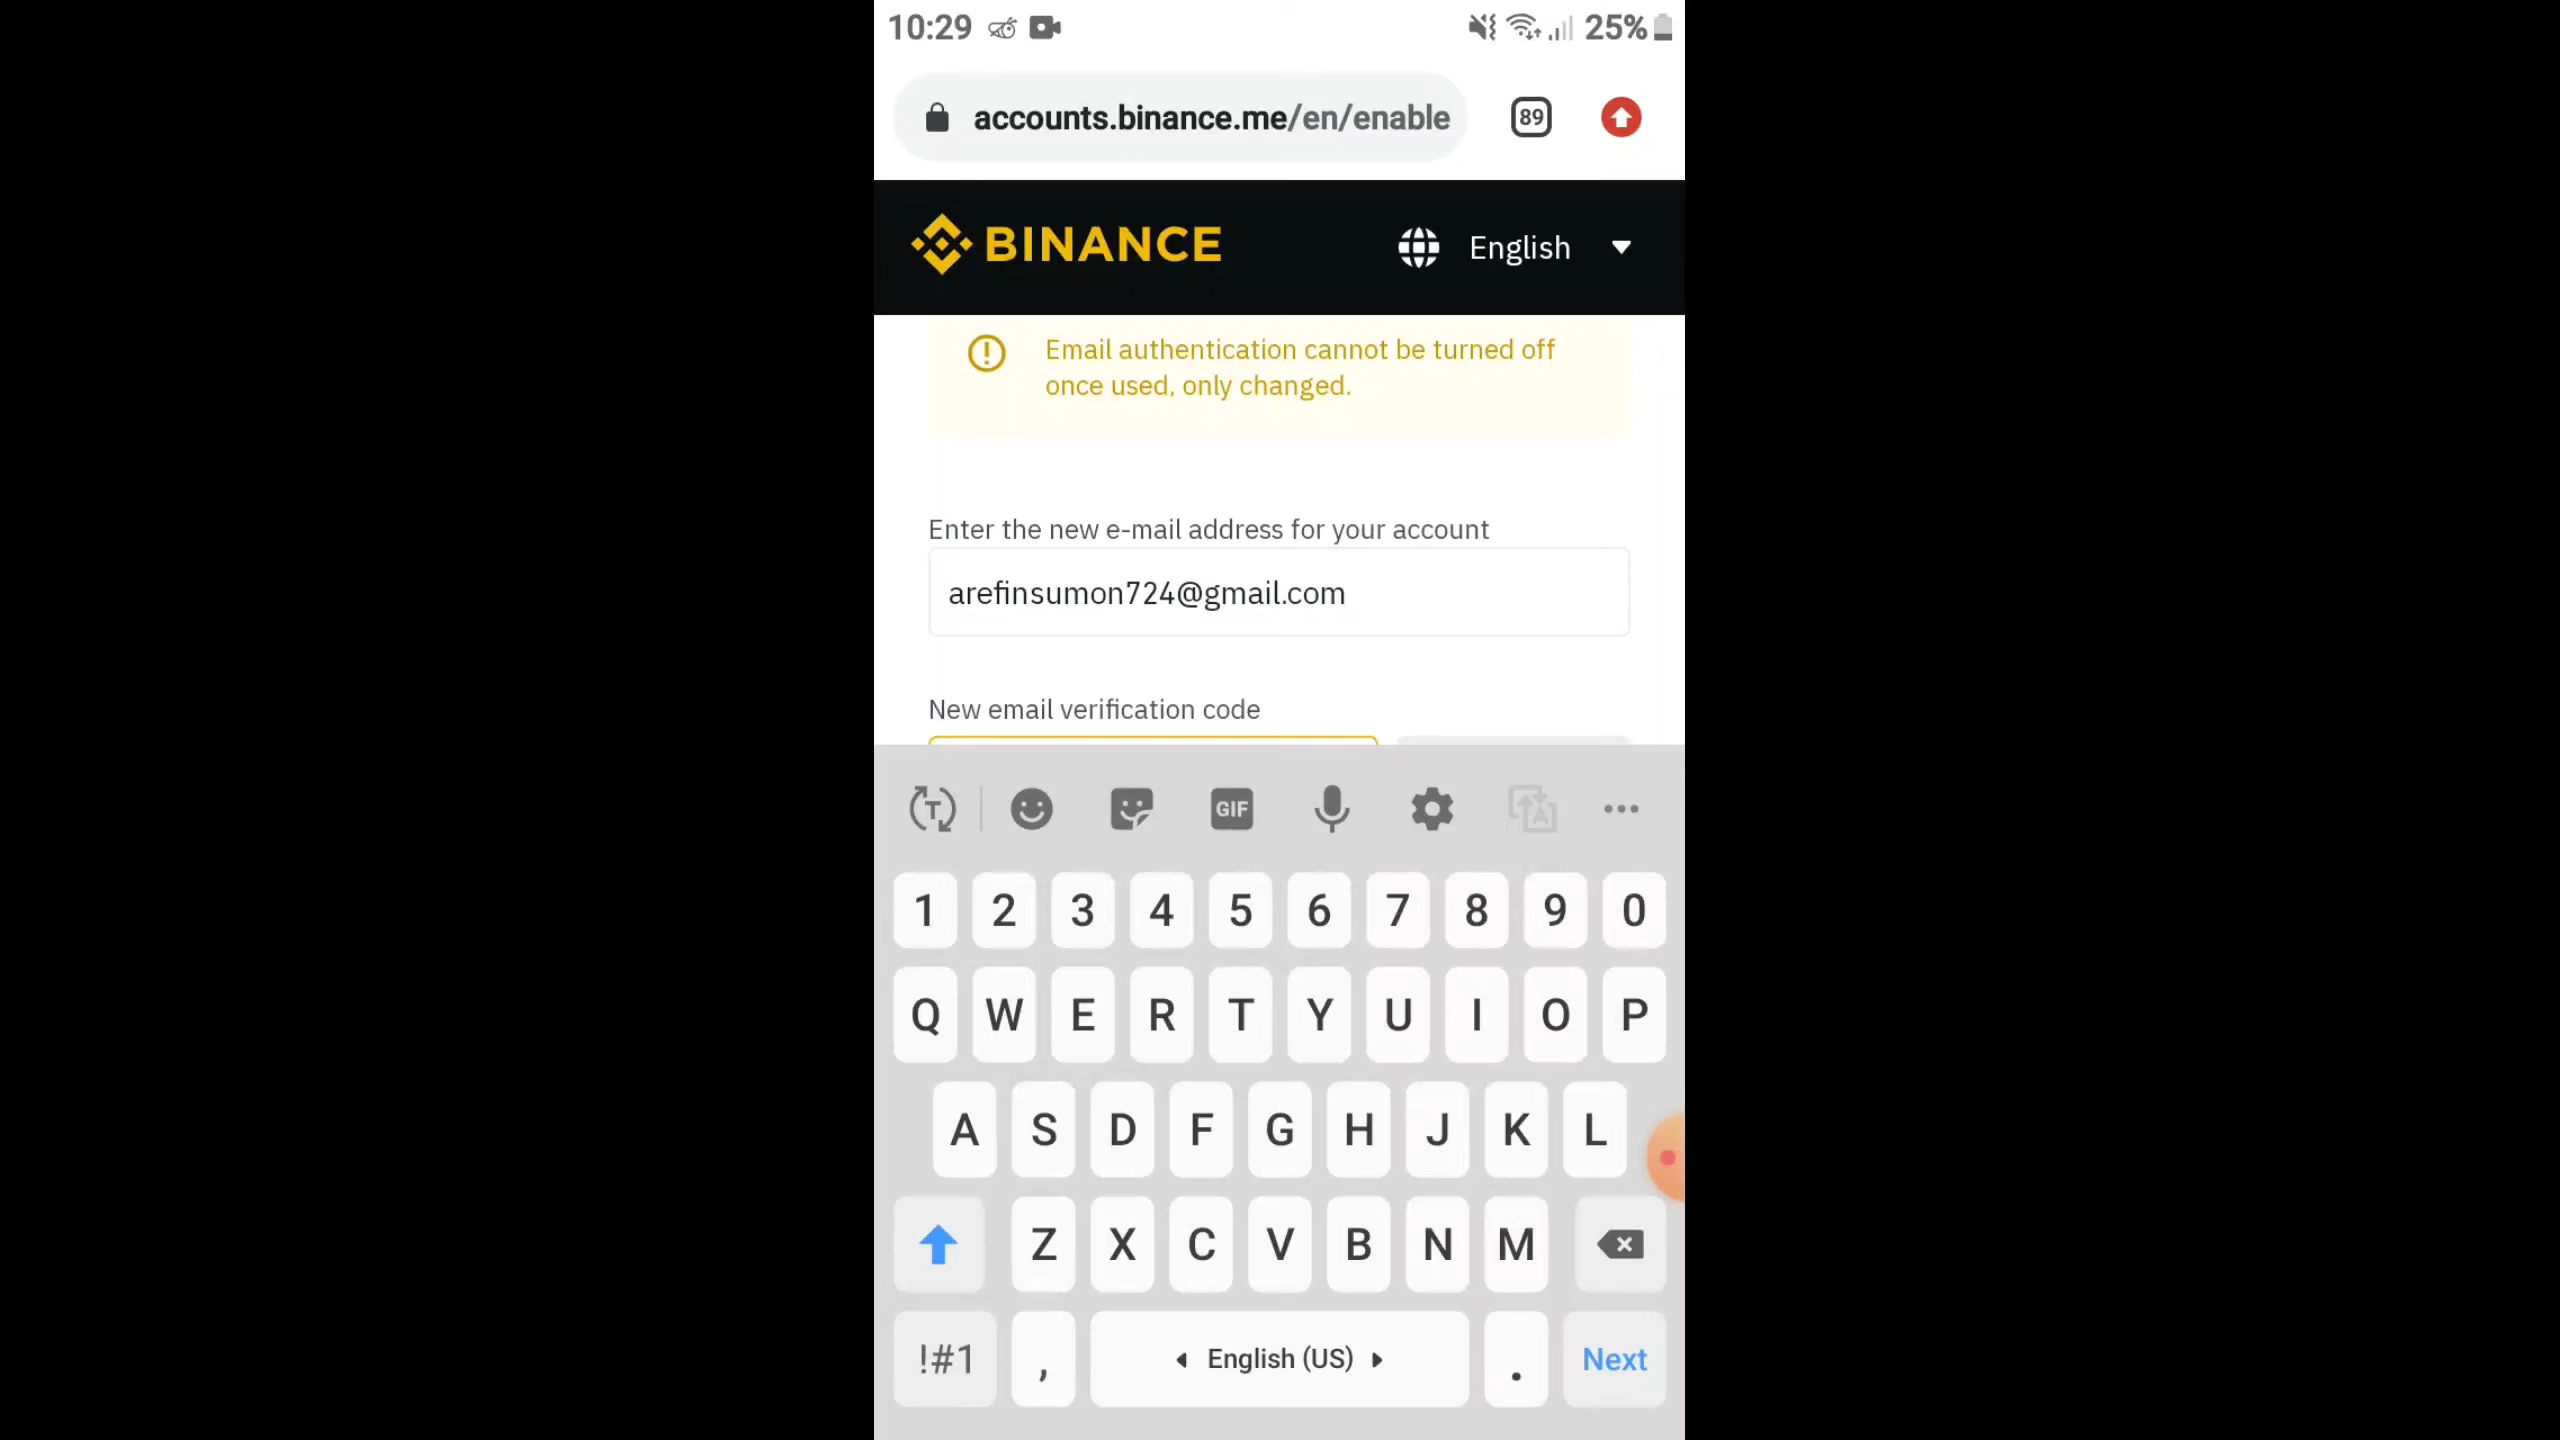 10:29 25%
accounts.binance.me/en/enable 89
BINANCE English
Email authentication cannot be turned off
once used, only changed.
Enter the new e-mail address for your account
arefinsumon724@gmail.com
New email verification code
T GIF A
1 2 3 4 5 6 7 8 9 0
Q W E R T Y U I O P
A S D F G H J K L
Z X C V B N M
!#1 , English (US) . Next